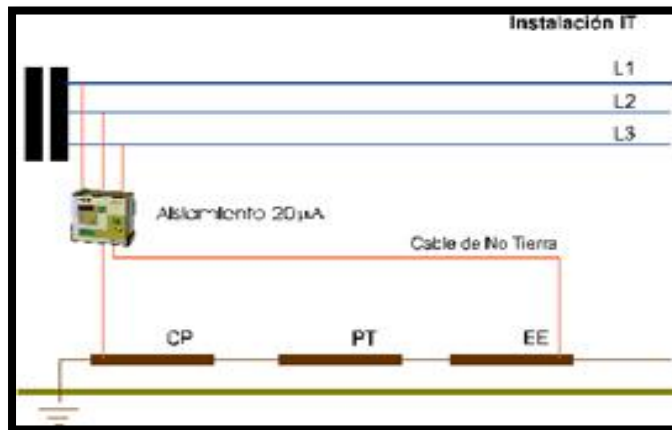 Instalación IT
L1
L2
L3
Aislamiento 20µA
Cable de No Tierra
CP PT EE